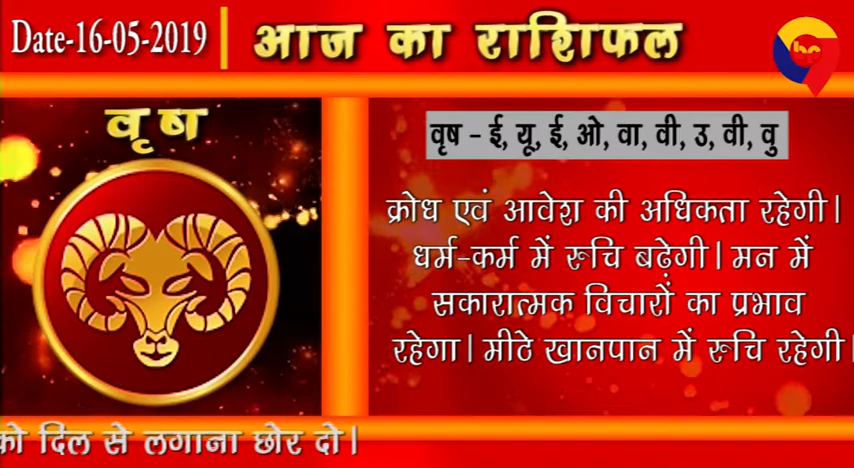 Date-16-05-2019 आज का राशिफल
bp
वृष
वृष - ई, यू, ई, ओ, वा, वी, उ, वी, वु
क्रोध एवं आवेश की अधिकता रहेगी।
धर्म-कर्म में रूचि बढ़ेगी। मन में
सकारात्मक विचारों का प्रभाव
रहेगा। मीठे खानपान में रूचि रहेगी।
को दिल से लगाना छोर दो।